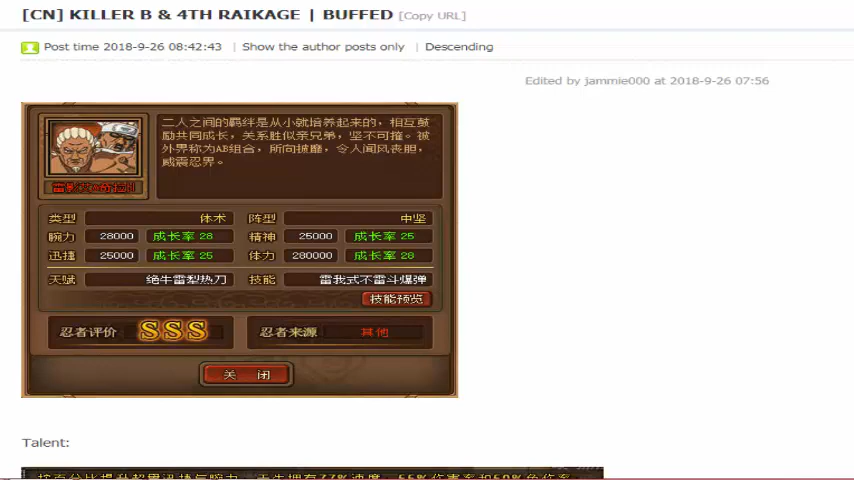 [CN] KILLER B & 4TH RAIKAGE | BUFFED [Copy URL]
Post time 2018-9-26 08:42:43 | Show the author posts only | Descending
Edited by jammie000 at 2018-9-26 07:56
二人之间的羁绊是从小就培养起来的，相互鼓
励共同成长，关系胜似亲兄弟，坚不可摧。被
外界称为AB组合，所向披靡，令人闻风丧胆，
威震忍界。
类型 体术 阵型 中坚
腕力 28000 成长率 28 精神 25000 成长率 25
迅捷 25000 成长率 25 体力 280000 成长率 28
天赋 绝牛雷犁热刀 技能 雷我式不雷斗爆弹
技能预览
忍者评价 SSS 忍者来源 其他
关 闭
Talent: